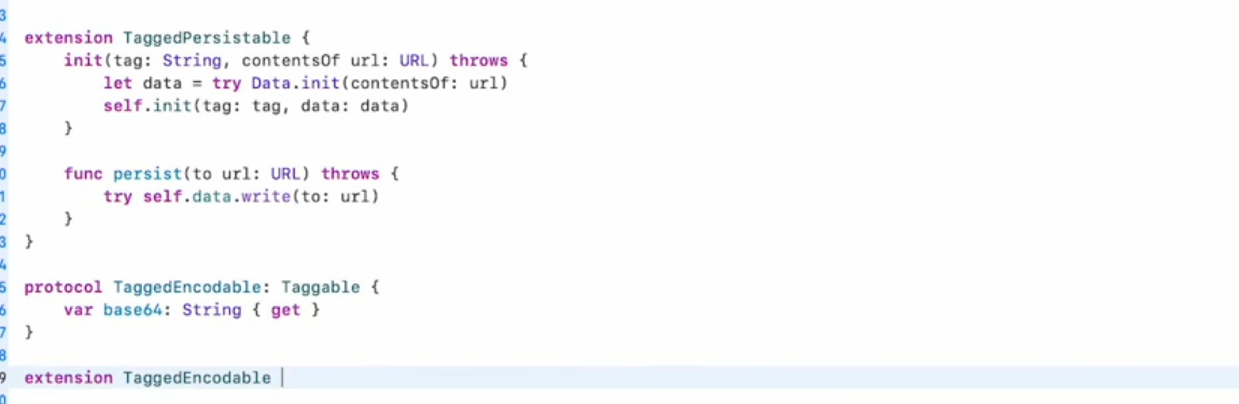 3
4 extension TaggedPersistable {
5     init(tag: String, contentsOf url: URL) throws {
6         let data = try Data.init(contentsOf: url)
7         self.init(tag: tag, data: data)
8     }
9
0     func persist(to url: URL) throws {
1         try self.data.write(to: url)
2     }
3 }
4
5 protocol TaggedEncodable: Taggable {
6     var base64: String { get }
7 }
8
9 extension TaggedEncodable
0